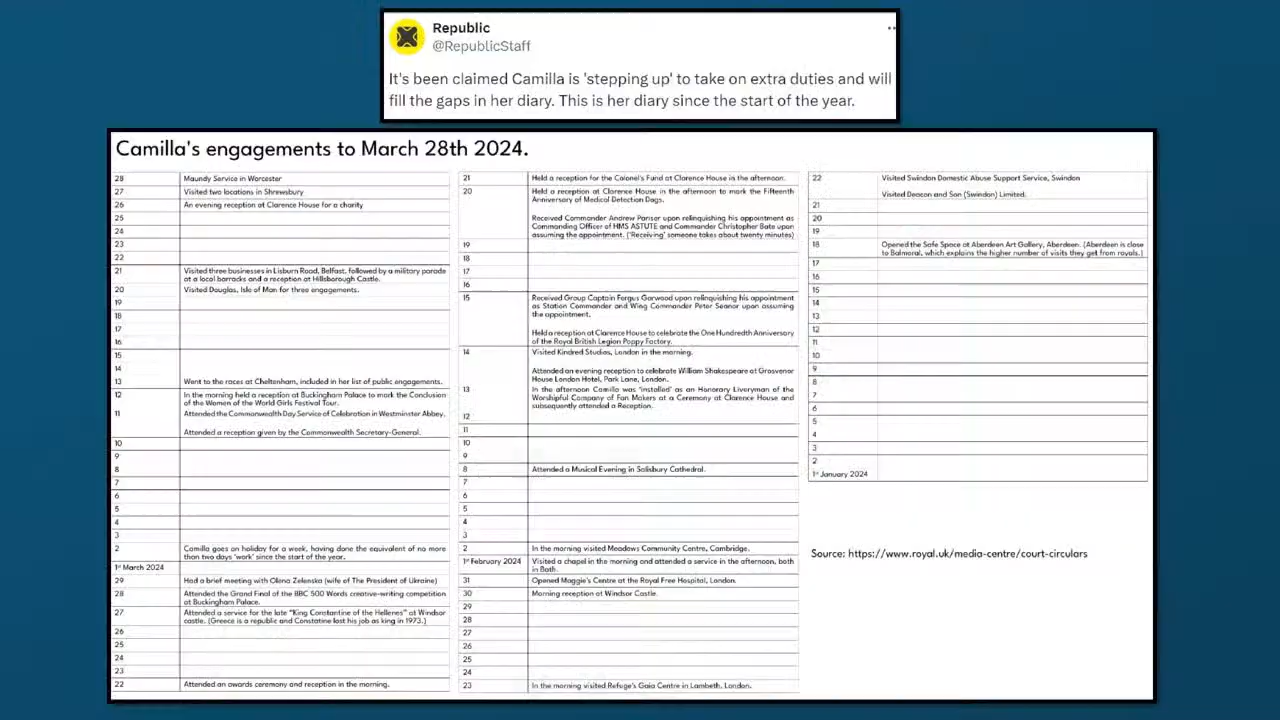 Republic
@RepublicStaff
It's been claimed Camilla is 'stepping up' to take on extra duties and will
fill the gaps in her diary. This is her diary since the start of the year.
Camilla's engagements to March 28th 2024.
28 Maundy Service in Worcester
27 Visited two locations in Shrewsbury
26 An evening reception at Clarence House for a charity
25
24
23
22
21 Visited three businesses in Lisburn Road, Belfast, followed by a military parade
at a local barracks and a reception at Hillsborough Castle.
20 Visited Douglas, Isle of Man for three engagements.
19
18
17
16
15
14
13 Went to the races at Cheltenham, included in her list of public engagements.
12 In the morning held a reception at Buckingham Palace to mark the Conclusion
of the Women of the World Girls Festival Tour.
11 Attended the Commonwealth Day Service of Celebration in Westminster Abbey.
Attended a reception given by the Commonwealth Secretary-General.
10
9
8
7
6
5
4
3
2 Camilla goes on holiday for a week, having done the equivalent of no more
than two days 'work' since the start of the year.
1st March 2024
29 Had a brief meeting with Olena Zelenska (wife of The President of Ukraine)
28 Attended the Grand Final of the BBC 500 Words creative-writing competition
at Buckingham Palace.
27 Attended a service for the late "King Constantine of the Hellenes" at Windsor
castle. (Greece is a republic and Constatine lost his job as king in 1973.)
26
25
24
23
22 Attended an awards ceremony and reception in the morning.
21 Held a reception for the Colonel's Fund at Clarence House in the afternoon.
20 Held a reception at Clarence House in the afternoon to mark the Fifteenth
Anniversary of Medical Detection Dogs.
Received Commander Andrew Parser upon relinquishing his appointment as
Commanding Officer of HMS ASTUTE and Commander Christopher Bate upon
assuming the appointment. ('Receiving' someone takes about twenty minutes)
19
18
17
16
15 Received Group Captain Fergus Garwood upon relinquishing his appointment
as Station Commander and Wing Commander Peter Seanor upon assuming
the appointment.
Held a reception at Clarence House to celebrate the One Hundredth Anniversary
of the Royal British Legion Poppy Factory.
14 Visited Kindred Studios, London in the morning.
Attended an evening reception to celebrate William Shakespeare at Grosvenor
House London Hotel, Park Lane, London.
13 In the afternoon Camilla was 'installed' as an Honorary Liveryman of the
Worshipful Company of Fan Makers at a Ceremony at Clarence House and
subsequently attended a Reception.
12
11
10
9
8 Attended a Musical Evening in Salisbury Cathedral.
7
6
5
4
3
2 In the morning visited Meadows Community Centre, Cambridge.
1st February 2024 Visited a chapel in the morning and attended a service in the afternoon, both
in Bath.
31 Opened Maggie's Centre at the Royal Free Hospital, London.
30 Morning reception at Windsor Castle.
29
28
27
26
25
24
23 In the morning visited Refuge's Gaia Centre in Lambeth, London.
22 Visited Swindon Domestic Abuse Support Service, Swindon
Visited Deacon and Son (Swindon) Limited.
21
20
19
18 Opened the Safe Space at Aberdeen Art Gallery, Aberdeen. (Aberdeen is close
to Balmoral, which explains the higher number of visits they get from royals.)
17
16
15
14
13
12
11
10
9
8
7
6
5
4
3
2
1st January 2024
Source: https://www.royal.uk/media-centre/court-circulars